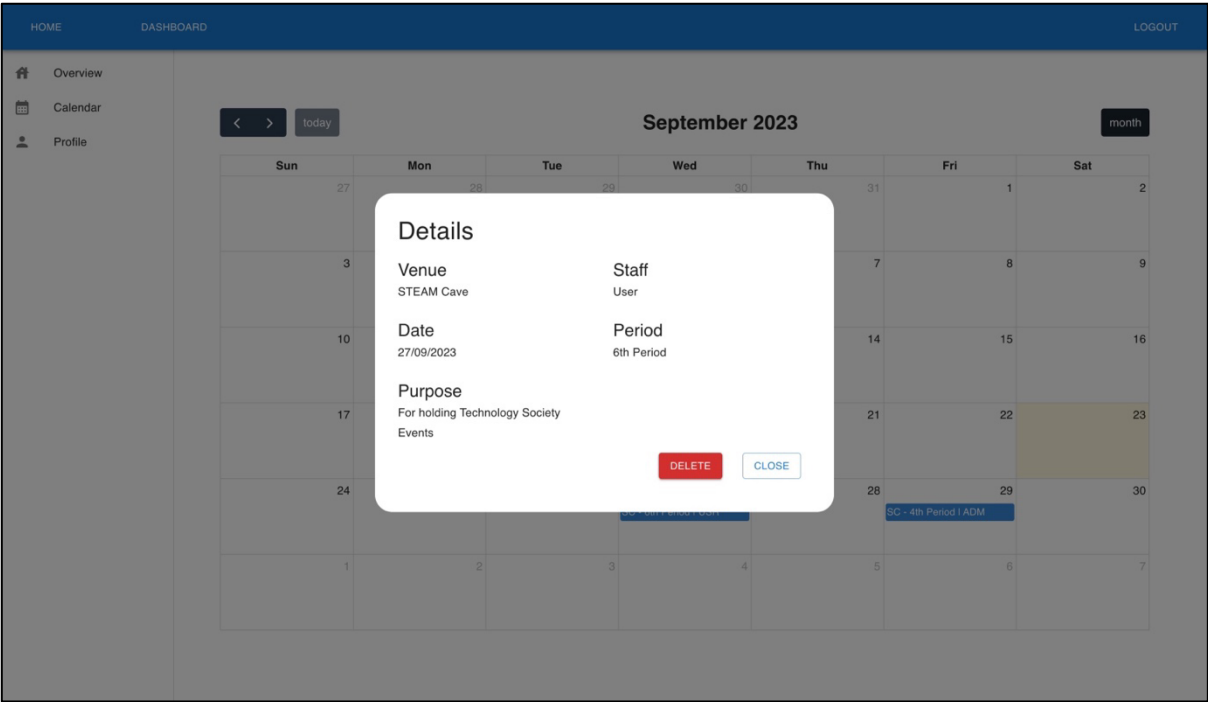 HOME DASHBOARD LOGOUT
Overview
Calendar
Profile
today September 2023 month
Sun Mon Tue Wed Thu Fri Sat
27 28 29 30 31 1 2
Details
Venue Staff
STEAM Cave User
3 7 8 9
Date Period
27/09/2023 6th Period
10 14 15 16
Purpose
For holding Technology Society
Events
17 21 22 23
DELETE CLOSE
24 28 29 30
SC - 4th Period | ADM
1 2 3 4 5 6 7